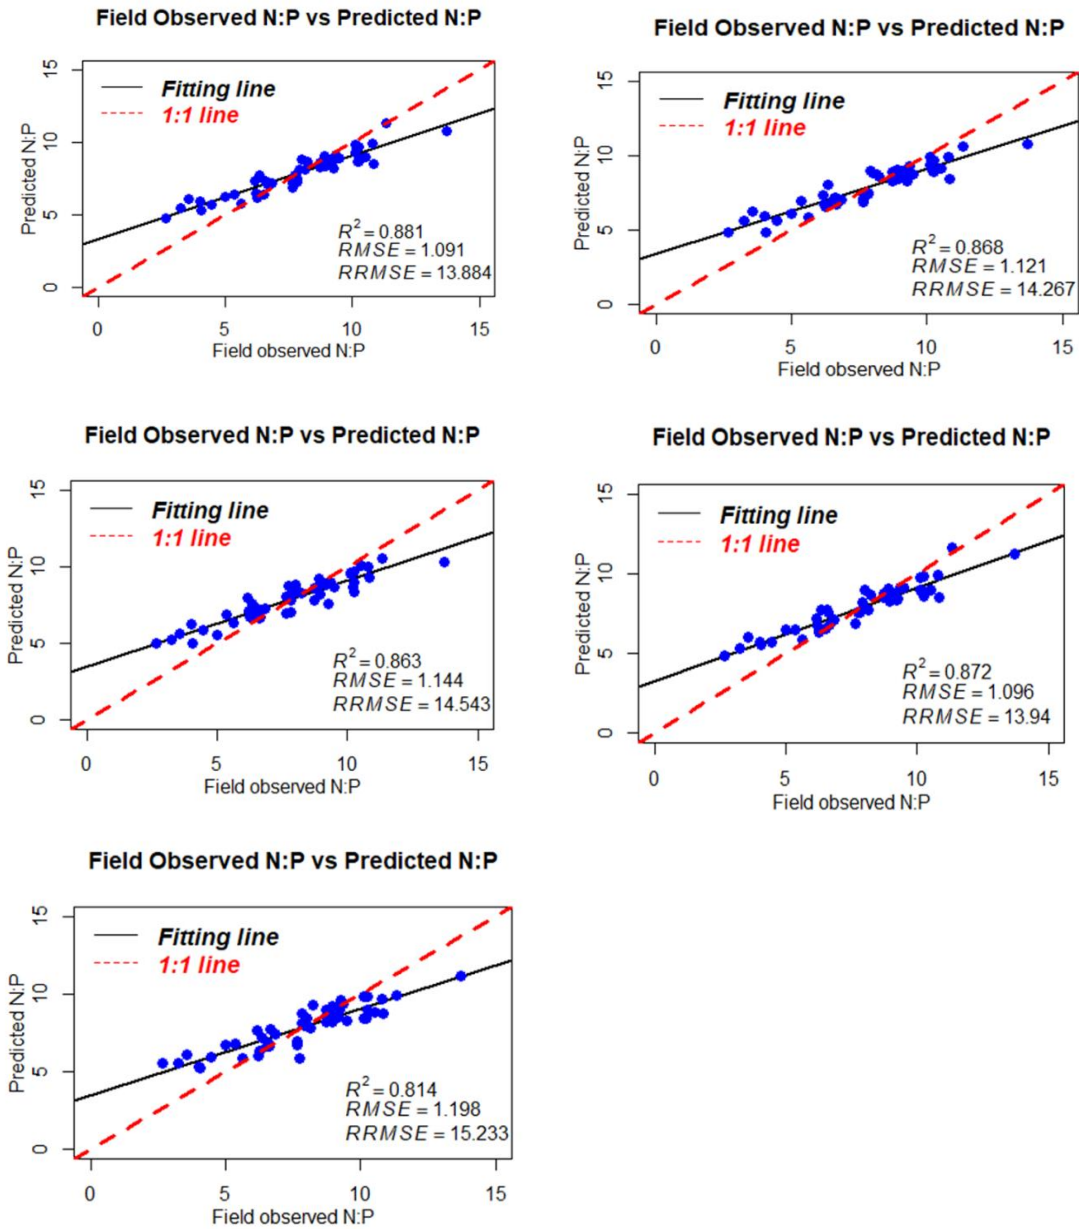 Field Observed N:P vs Predicted N:P
Fitting line
1:1 line
Predicted N:P
15
10
5
0
R² = 0.881
RMSE = 1.091
RRMSE = 13.884
0 5 10 15
Field observed N:P
Field Observed N:P vs Predicted N:P
Fitting line
1:1 line
Predicted N:P
15
10
5
0
R² = 0.868
RMSE = 1.121
RRMSE = 14.267
0 5 10 15
Field observed N:P
Field Observed N:P vs Predicted N:P
Fitting line
1:1 line
Predicted N:P
15
10
5
0
R² = 0.863
RMSE = 1.144
RRMSE = 14.543
0 5 10 15
Field observed N:P
Field Observed N:P vs Predicted N:P
Fitting line
1:1 line
Predicted N:P
15
10
5
0
R² = 0.872
RMSE = 1.096
RRMSE = 13.94
0 5 10 15
Field observed N:P
Field Observed N:P vs Predicted N:P
Fitting line
1:1 line
Predicted N:P
15
10
5
0
R² = 0.814
RMSE = 1.198
RRMSE = 15.233
0 5 10 15
Field observed N:P